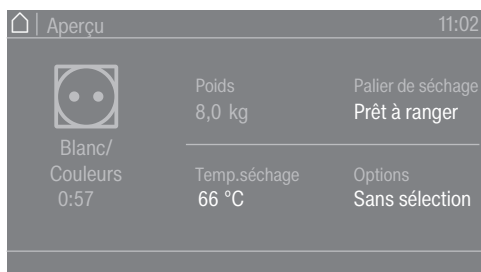 Aperçu 11:02
Poids
8,0 kg
Palier de séchage
Prêt à ranger
Blanc/
Couleurs
0:57
Temp.séchage
66 °C
Options
Sans sélection